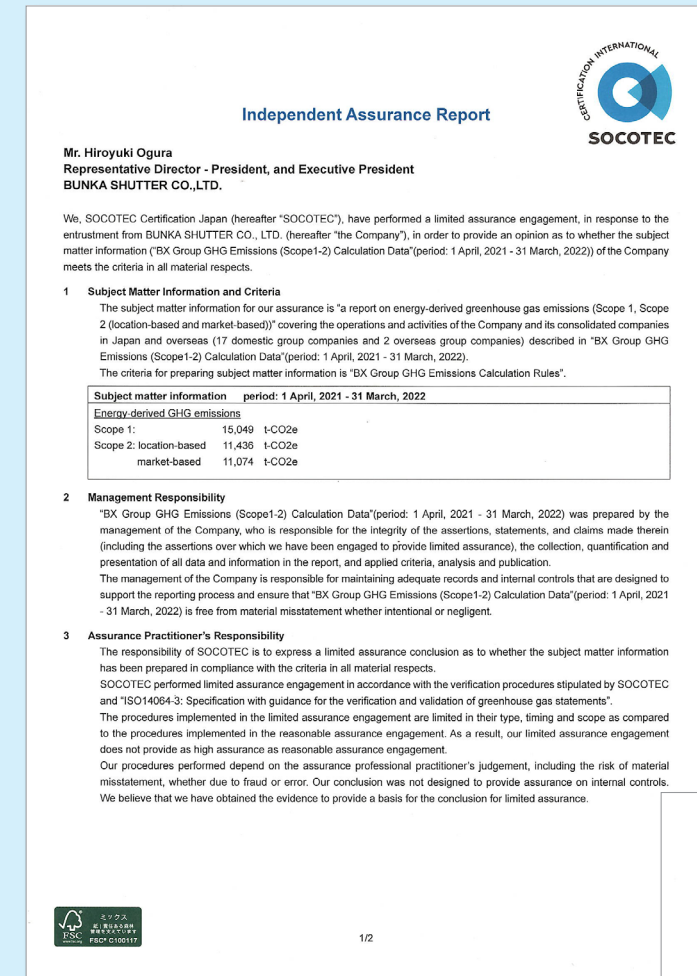 CERTIFICATION INTERNATIONAL
SOCOTEC
Independent Assurance Report
Mr. Hiroyuki Ogura
Representative Director - President, and Executive President
BUNKA SHUTTER CO.,LTD.
We, SOCOTEC Certification Japan (hereafter "SOCOTEC"), have performed a limited assurance engagement, in response to the
entrustment from BUNKA SHUTTER CO., LTD. (hereafter "the Company"), in order to provide an opinion as to whether the subject
matter information ("BX Group GHG Emissions (Scope1-2) Calculation Data"(period: 1 April, 2021 - 31 March, 2022)) of the Company
meets the criteria in all material respects.
1 Subject Matter Information and Criteria
The subject matter information for our assurance is "a report on energy-derived greenhouse gas emissions (Scope 1, Scope
2 (location-based and market-based))" covering the operations and activities of the Company and its consolidated companies
in Japan and overseas (17 domestic group companies and 2 overseas group companies) described in "BX Group GHG
Emissions (Scope1-2) Calculation Data"(period: 1 April, 2021 - 31 March, 2022).
The criteria for preparing subject matter information is "BX Group GHG Emissions Calculation Rules".
Subject matter information period: 1 April, 2021 - 31 March, 2022
Energy-derived GHG emissions
Scope 1: 15,049 t-CO2e
Scope 2: location-based 11,436 t-CO2e
market-based 11,074 t-CO2e
2 Management Responsibility
"BX Group GHG Emissions (Scope1-2) Calculation Data"(period: 1 April, 2021 - 31 March, 2022) was prepared by the
management of the Company, who is responsible for the integrity of the assertions, statements, and claims made therein
(including the assertions over which we have been engaged to provide limited assurance), the collection, quantification and
presentation of all data and information in the report, and applied criteria, analysis and publication.
The management of the Company is responsible for maintaining adequate records and internal controls that are designed to
support the reporting process and ensure that "BX Group GHG Emissions (Scope1-2) Calculation Data"(period: 1 April, 2021
- 31 March, 2022) is free from material misstatement whether intentional or negligent.
3 Assurance Practitioner's Responsibility
The responsibility of SOCOTEC is to express a limited assurance conclusion as to whether the subject matter information
has been prepared in compliance with the criteria in all material respects.
SOCOTEC performed limited assurance engagement in accordance with the verification procedures stipulated by SOCOTEC
and "ISO14064-3: Specification with guidance for the verification and validation of greenhouse gas statements".
The procedures implemented in the limited assurance engagement are limited in their type, timing and scope as compared
to the procedures implemented in the reasonable assurance engagement. As a result, our limited assurance engagement
does not provide as high assurance as reasonable assurance engagement.
Our procedures performed depend on the assurance professional practitioner's judgement, including the risk of material
misstatement, whether due to fraud or error. Our conclusion was not designed to provide assurance on internal controls.
We believe that we have obtained the evidence to provide a basis for the conclusion for limited assurance.
FSC
www.fsc.org
ミックス
紙｜責任ある森林
管理を支えています
FSC® C100117
1/2